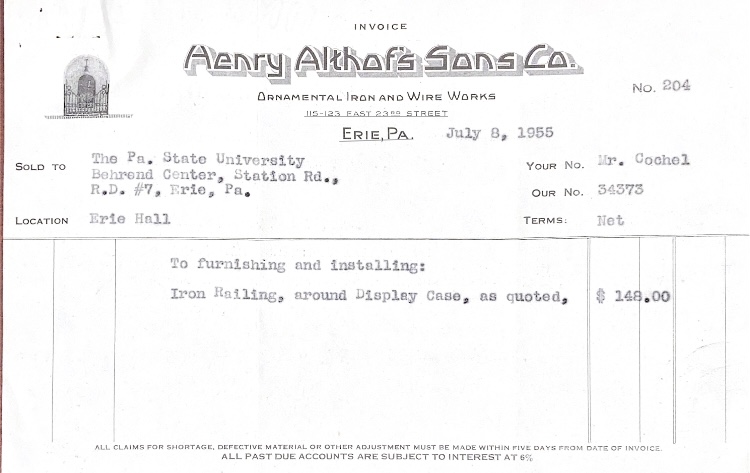 INVOICE
Henry Althof's Sons Co.
No. 204
ORNAMENTAL IRON AND WIRE WORKS
115-123 EAST 23RD STREET
ERIE, PA. July 8, 1955
SOLD TO The Pa. State University
Behrend Center, Station Rd.,
R.D. #7, Erie, Pa.
YOUR NO. Mr. Cochel
OUR NO. 34373
LOCATION Erie Hall
TERMS: Net
To furnishing and installing:
Iron Railing, around Display Case, as quoted, $ 148.00
ALL CLAIMS FOR SHORTAGE, DEFECTIVE MATERIAL OR OTHER ADJUSTMENT MUST BE MADE WITHIN FIVE DAYS FROM DATE OF INVOICE.
ALL PAST DUE ACCOUNTS ARE SUBJECT TO INTEREST AT 6%